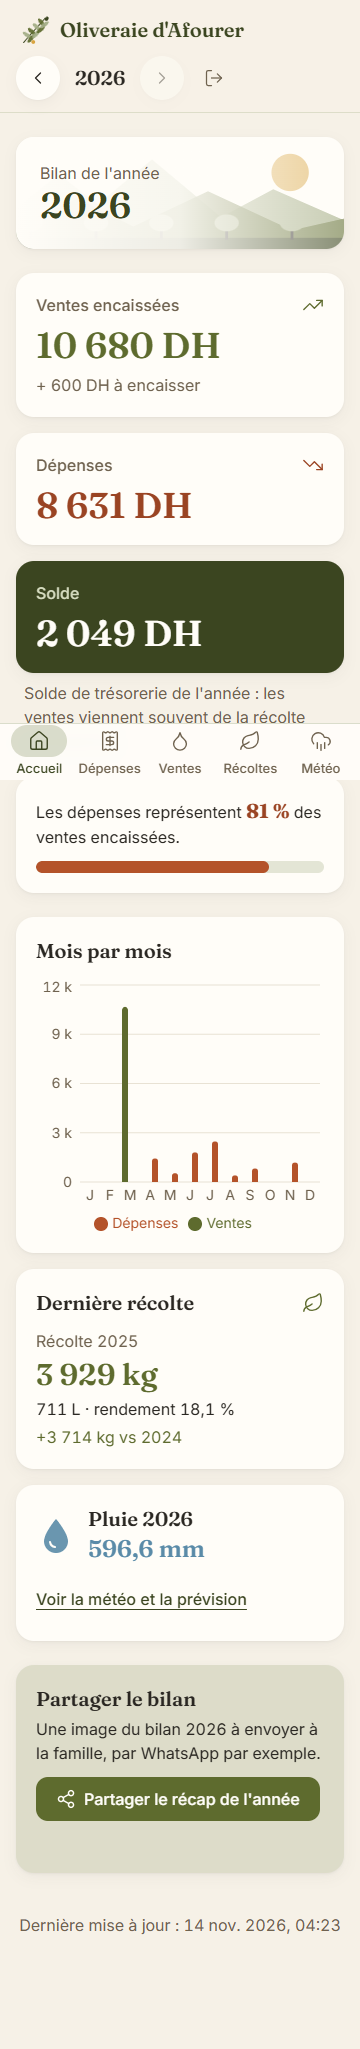 Oliveraie d'Afourer
2026
Bilan de l'année
2026
Ventes encaissées
10 680 DH
+ 600 DH à encaisser
Dépenses
8 631 DH
Solde
2 049 DH
Solde de trésorerie de l'année : les
ventes viennent souvent de la récolte
Accueil Dépenses Ventes Récoltes Météo
Les dépenses représentent 81 % des
ventes encaissées.
Mois par mois
12 k
9 k
6 k
3 k
0
J F M A M J J A S O N D
Dépenses Ventes
Dernière récolte
Récolte 2025
3 929 kg
711 L · rendement 18,1 %
+3 714 kg vs 2024
Pluie 2026
596,6 mm
Voir la météo et la prévision
Partager le bilan
Une image du bilan 2026 à envoyer à
la famille, par WhatsApp par exemple.
Partager le récap de l'année
Dernière mise à jour : 14 nov. 2026, 04:23